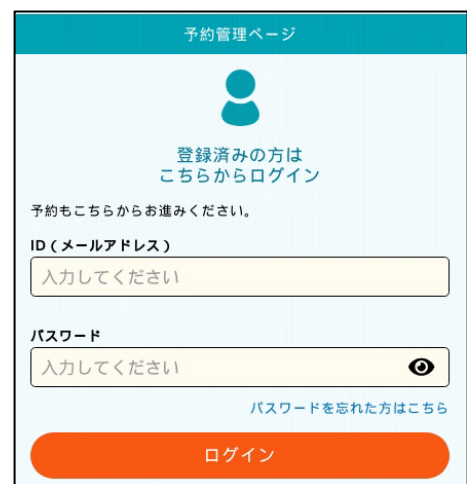 予約管理ページ
登録済みの方は
こちらからログイン
予約もこちらからお進みください。
ID（メールアドレス）
入力してください
パスワード
入力してください
パスワードを忘れた方はこちら
ログイン